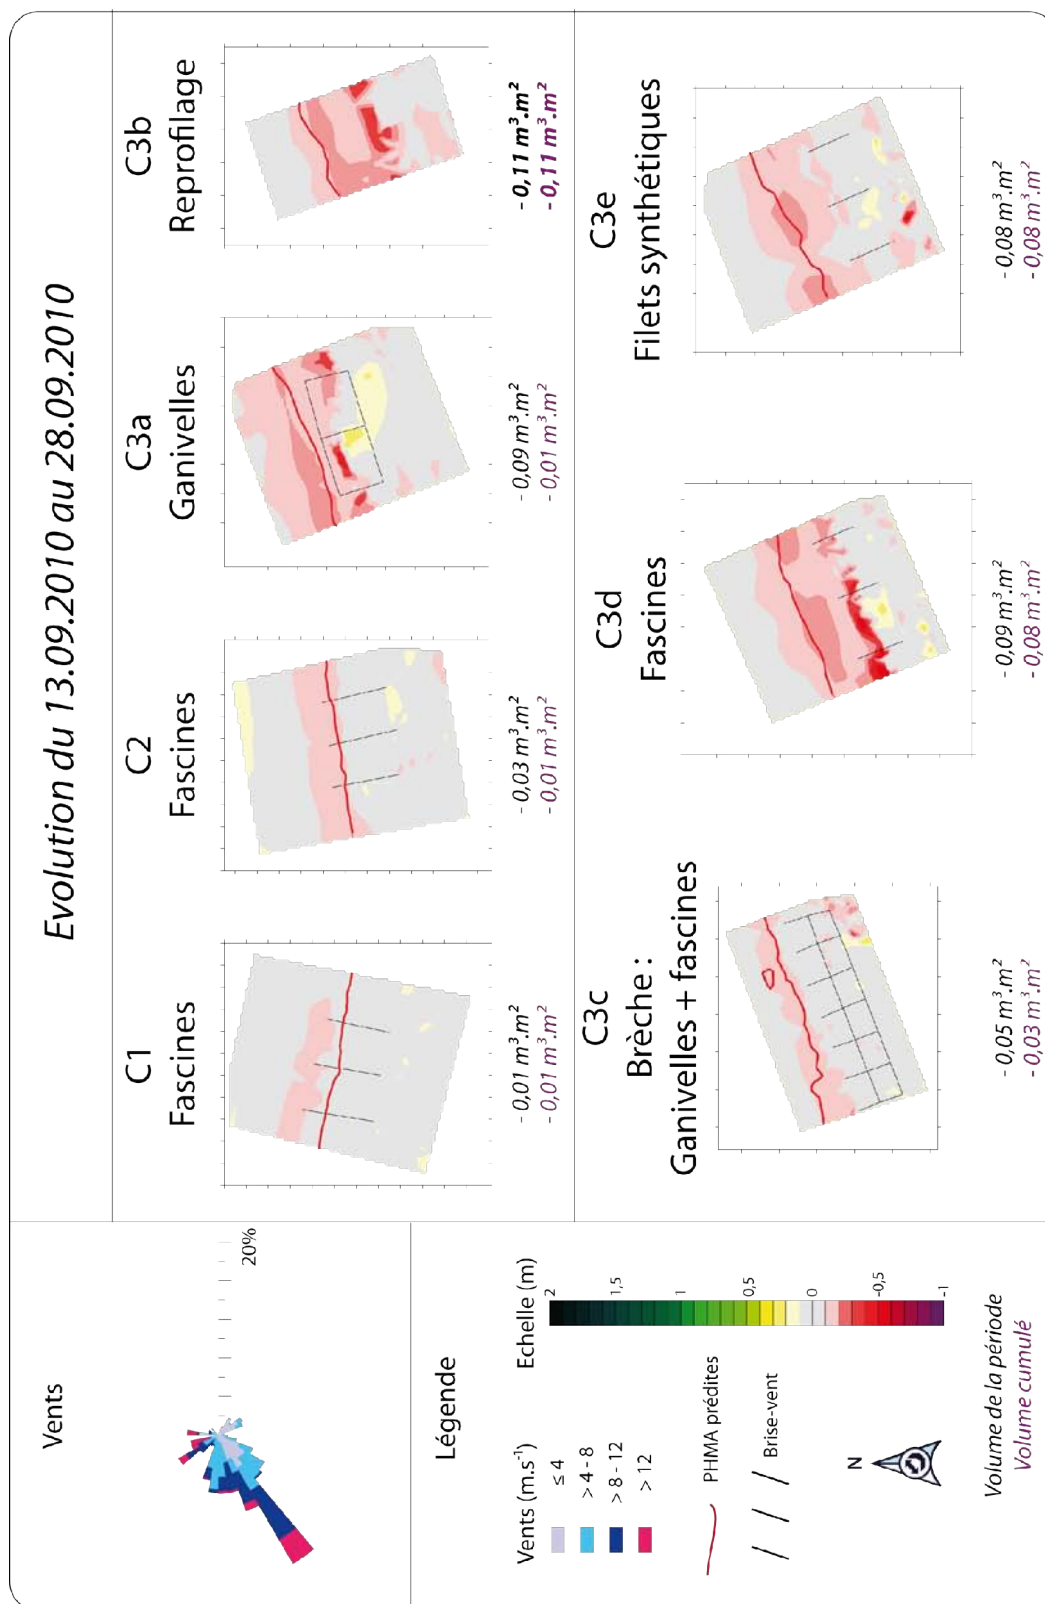 Evolution du 13.09.2010 au 28.09.2010
Vents
20%
C1
Fascines
- 0,01 m³.m²
- 0,01 m³.m²
C2
Fascines
- 0,03 m³.m²
- 0,01 m³.m²
C3a
Ganivelles
- 0,09 m³.m²
- 0,01 m³.m²
C3b
Reprofilage
- 0,11 m³.m²
- 0,11 m³.m²
Légende
Vents (m.s⁻¹)
≤ 4
> 4 - 8
> 8 - 12
> 12
Echelle (m)
2
1,5
1
0,5
0
-0,5
-1
PHMA prédites
Brise-vent
N
Volume de la période
Volume cumulé
C3c
Brèche :
Ganivelles + fascines
- 0,05 m³.m²
- 0,03 m³.m²
C3d
Fascines
- 0,09 m³.m²
- 0,08 m³.m²
C3e
Filets synthétiques
- 0,08 m³.m²
- 0,08 m³.m²